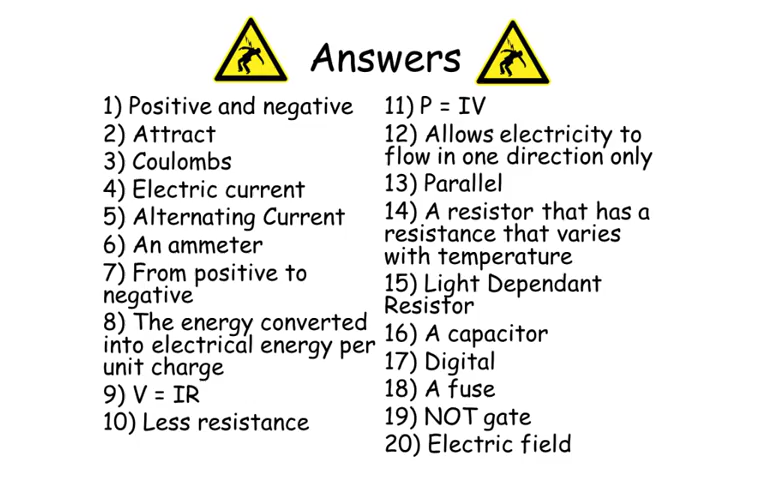 Answers
1) Positive and negative
2) Attract
3) Coulombs
4) Electric current
5) Alternating Current
6) An ammeter
7) From positive to
negative
8) The energy converted
into electrical energy per
unit charge
9) V = IR
10) Less resistance
11) P = IV
12) Allows electricity to
flow in one direction only
13) Parallel
14) A resistor that has a
resistance that varies
with temperature
15) Light Dependant
Resistor
16) A capacitor
17) Digital
18) A fuse
19) NOT gate
20) Electric field